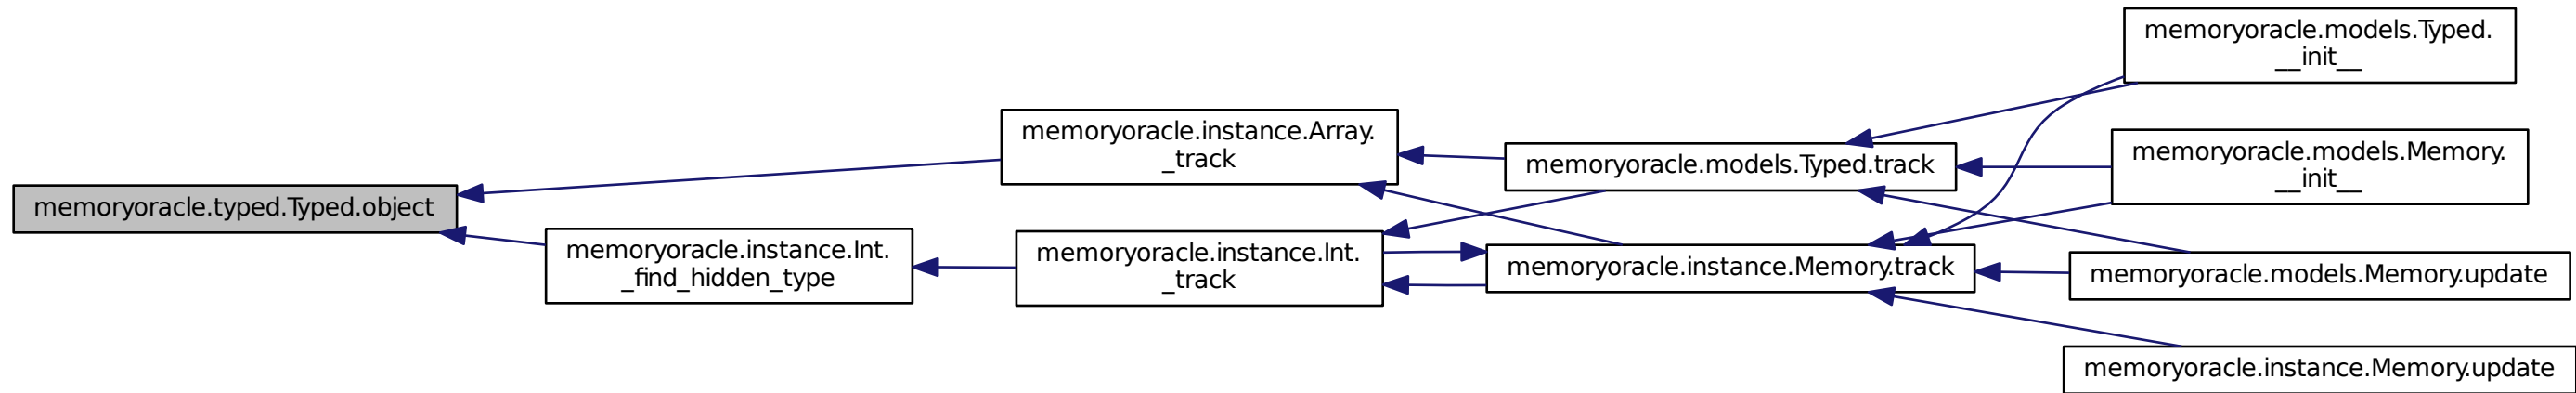 memoryoracle.typed.Typed.object
memoryoracle.instance.Array.
_track
memoryoracle.instance.Int.
_find_hidden_type
memoryoracle.instance.Int.
_track
memoryoracle.models.Typed.track
memoryoracle.instance.Memory.track
memoryoracle.models.Typed.
__init__
memoryoracle.models.Memory.
__init__
memoryoracle.models.Memory.update
memoryoracle.instance.Memory.update